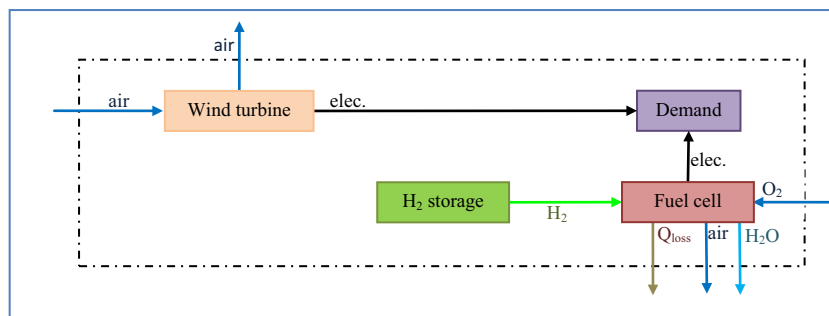 air
air
Wind turbine
elec.
Demand
elec.
H₂ storage
H₂
Fuel cell
O₂
Qₗₒₛₛ
air
H₂O